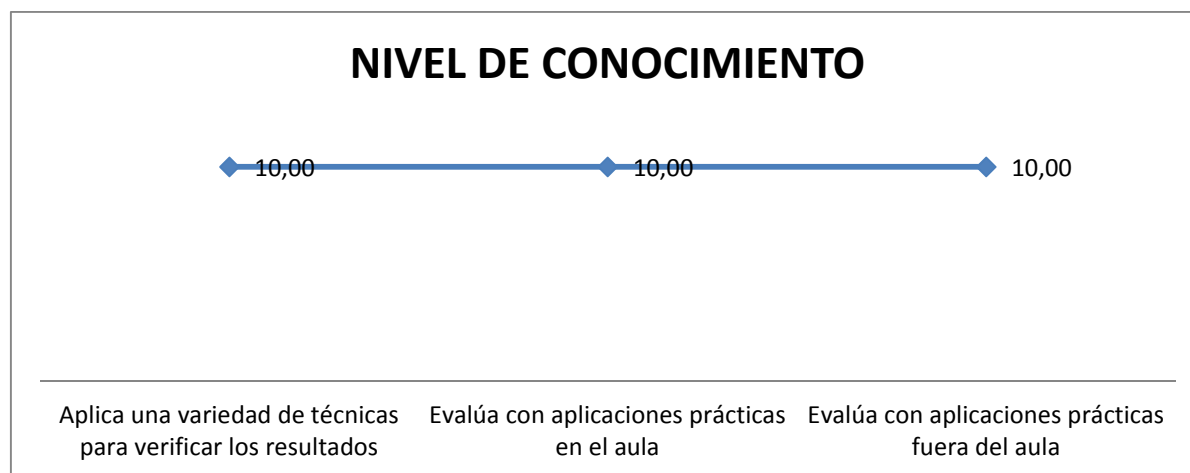 NIVEL DE CONOCIMIENTO
10,00
10,00
10,00
Aplica una variedad de técnicas
para verificar los resultados
Evalúa con aplicaciones prácticas
en el aula
Evalúa con aplicaciones prácticas
fuera del aula